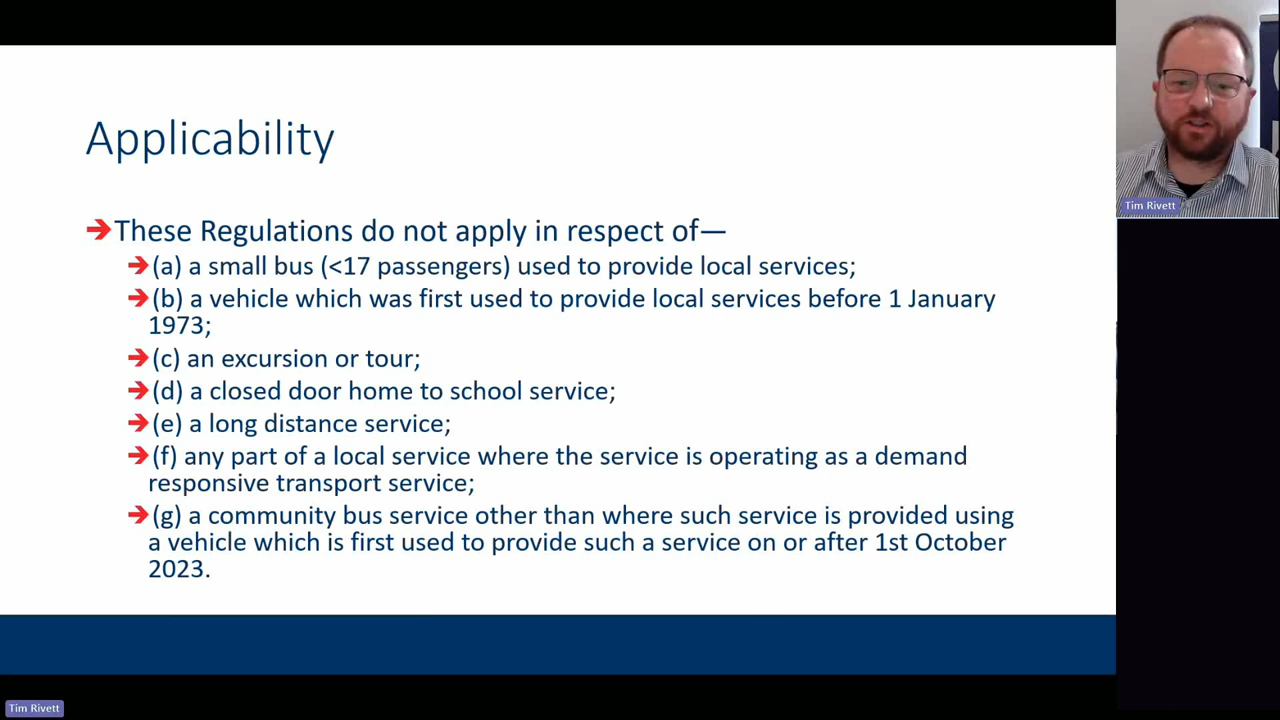 Applicability
➔These Regulations do not apply in respect of—
➔(a) a small bus (<17 passengers) used to provide local services;
➔(b) a vehicle which was first used to provide local services before 1 January
1973;
➔(c) an excursion or tour;
➔(d) a closed door home to school service;
➔(e) a long distance service;
➔(f) any part of a local service where the service is operating as a demand
responsive transport service;
➔(g) a community bus service other than where such service is provided using
a vehicle which is first used to provide such a service on or after 1st October
2023.
Tim Rivett
Tim Rivett